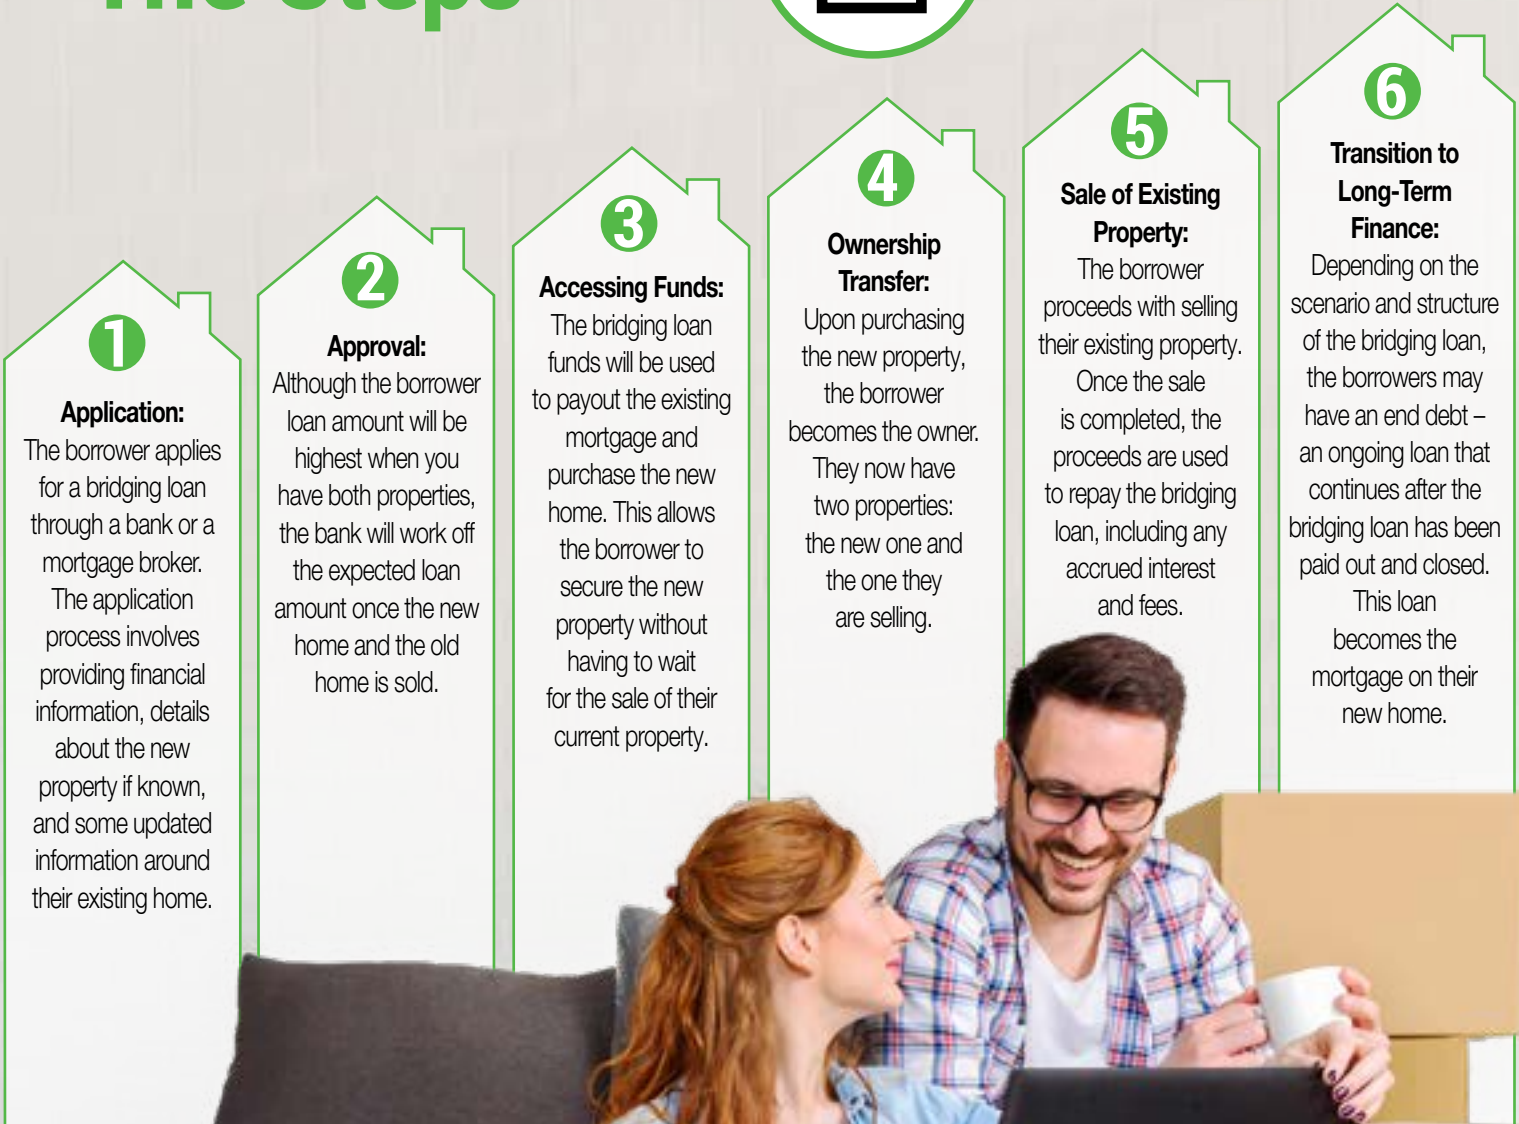 The Steps
1
Application:
The borrower applies
for a bridging loan
through a bank or a
mortgage broker.
The application
process involves
providing financial
information, details
about the new
property if known,
and some updated
information around
their existing home.
2
Approval:
Although the borrower
loan amount will be
highest when you
have both properties,
the bank will work off
the expected loan
amount once the new
home and the old
home is sold.
3
Accessing Funds:
The bridging loan
funds will be used
to payout the existing
mortgage and
purchase the new
home. This allows
the borrower to
secure the new
property without
having to wait
for the sale of their
current property.
4
Ownership
Transfer:
Upon purchasing
the new property,
the borrower
becomes the owner.
They now have
two properties:
the new one and
the one they
are selling.
5
Sale of Existing
Property:
The borrower
proceeds with selling
their existing property.
Once the sale
is completed, the
proceeds are used
to repay the bridging
loan, including any
accrued interest
and fees.
6
Transition to
Long-Term
Finance:
Depending on the
scenario and structure
of the bridging loan,
the borrowers may
have an end debt –
an ongoing loan that
continues after the
bridging loan has been
paid out and closed.
This loan
becomes the
mortgage on their
new home.